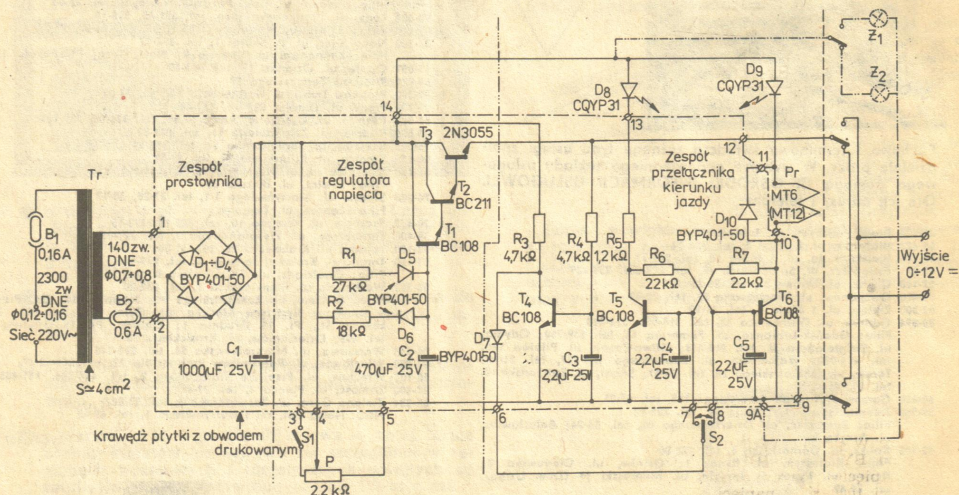 Tr
B1
0,16A
2300
zw
DNE
φ0,12÷0,16
Sieć 220V~
S≃4cm²
140 zw.
DNE
φ0,7÷0,8
B2
0,6A
1
2
Zespół
prostownika
D1÷D4
BYP401-50
C1
1000μF 25V
Krawędź płytki z obwodem
drukowanym
Zespół
regulatora
napięcia
14
T3
2N3055
T2
BC211
T1
BC108
R1
27kΩ
D5
BYP401-50
R2
18kΩ
D6
C2
470μF 25V
3
4
5
S1
P
2,2kΩ
D7
BYP40150
6
R3
4,7kΩ
R4
4,7kΩ
R5
1,2kΩ
T4
BC108
C3
2,2μF25V
T5
BC108
R6
22kΩ
R7
22kΩ
C4
2,2μF
25V
C5
2,2μF
25V
T6
BC108
7
8
9A
9
S2
D8
CQYP31
13
D9
CQYP31
12
Zespół
przełącznika
kierunku
jazdy
11
Pr
MT6
(MT12)
D10
BYP401-50
10
Ż1
Ż2
Wyjście
0÷12V=